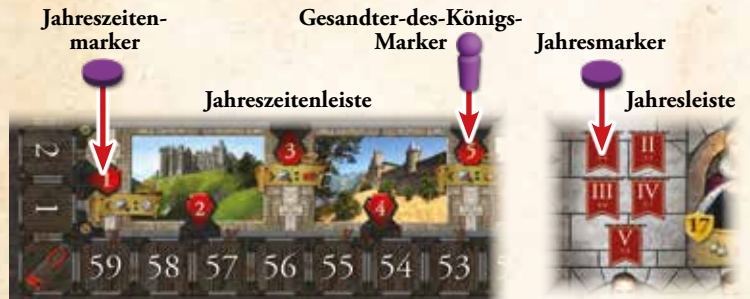 Jahreszeiten-
marker
Gesandter-des-Königs-
Marker
Jahresmarker
Jahreszeitenleiste
Jahresleiste
2
1
1
2
3
4
5
II
III
IV
V
17
59 58 57 56 55 54 53